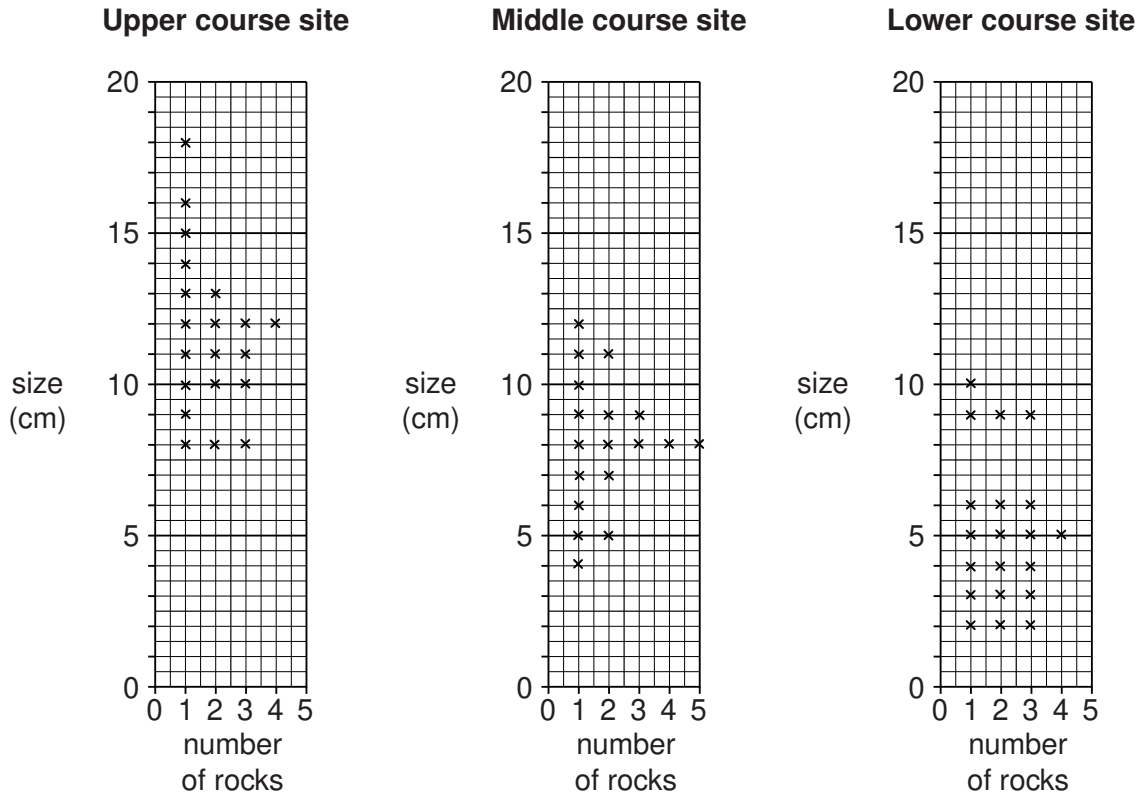 Upper course site
Middle course site
Lower course site
20
15
10
5
0
size
(cm)
0 1 2 3 4 5
number
of rocks
20
15
10
5
0
size
(cm)
0 1 2 3 4 5
number
of rocks
20
15
10
5
0
size
(cm)
0 1 2 3 4 5
number
of rocks